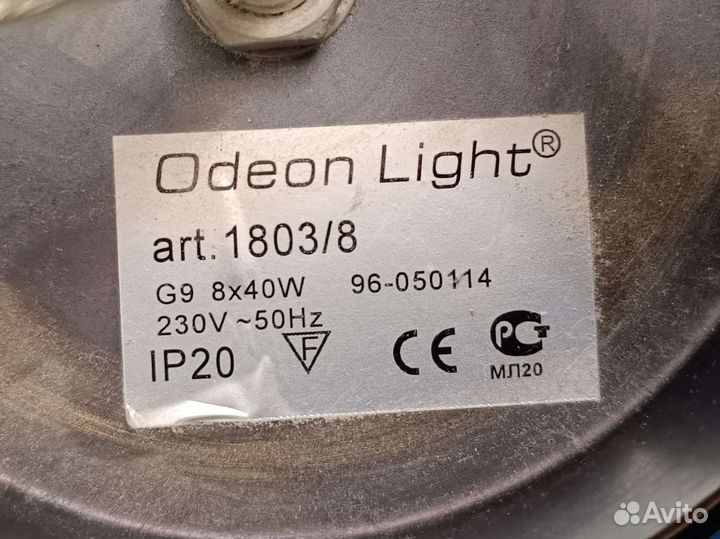 Odeon Light®
art. 1803/8
G9 8x40W 96-050114
230V ~50Hz
IP20 F CE РСТ
МЛ20
Avito